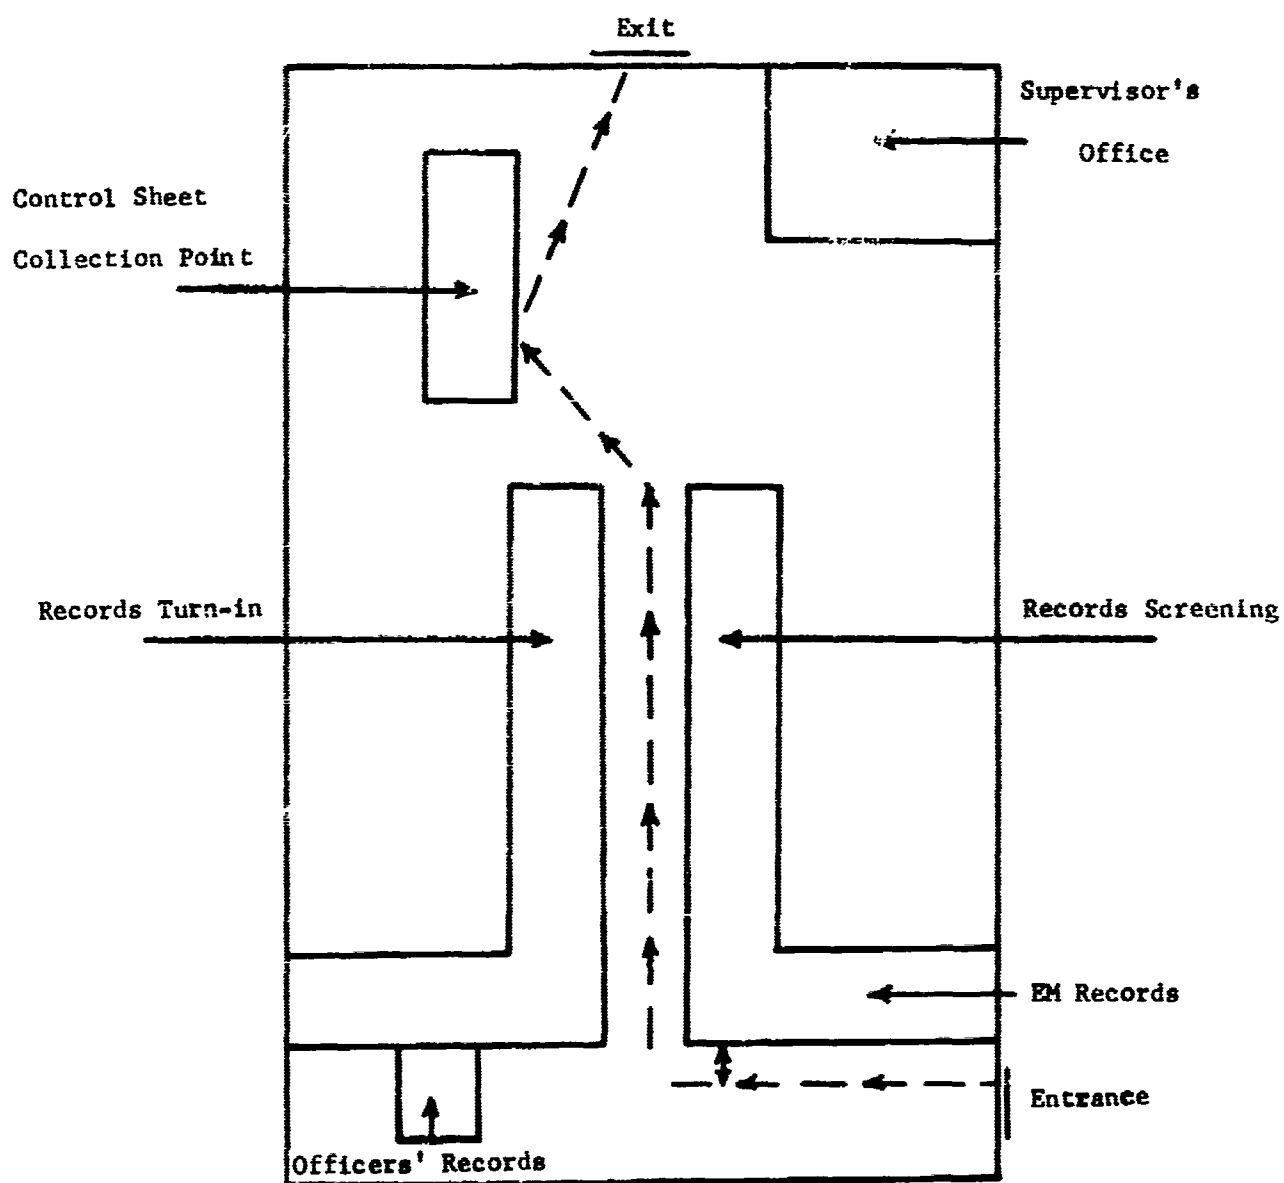 Exit
Supervisor's
Office
Control Sheet
Collection Point
Records Turn-in
Records Screening
EM Records
Entrance
Officers' Records